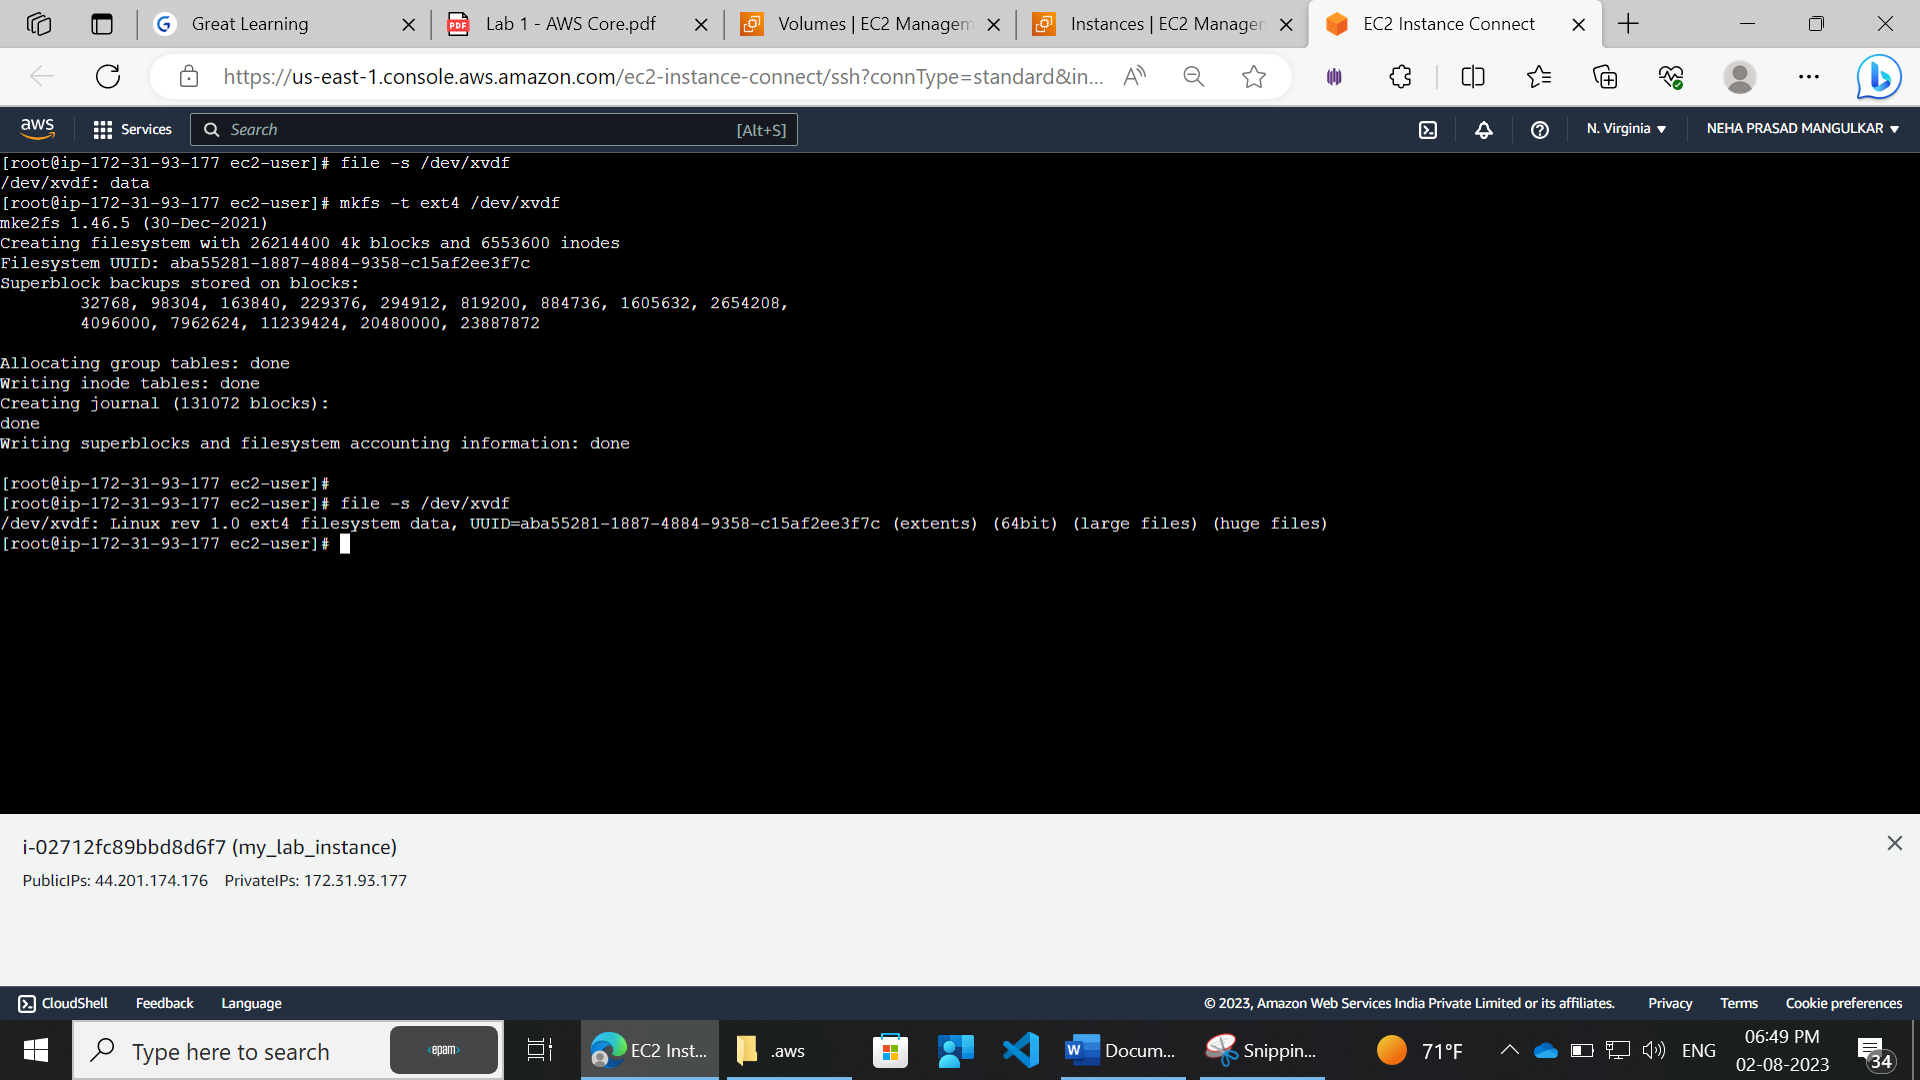 Great Learning
Lab 1 - AWS Core.pdf
Volumes | EC2 Managem
Instances | EC2 Managen
EC2 Instance Connect
https://us-east-1.console.aws.amazon.com/ec2-instance-connect/ssh?connType=standard&in...
aws
Services
Search
[Alt+S]
N. Virginia
NEHA PRASAD MANGULKAR
[root@ip-172-31-93-177 ec2-user]# file -s /dev/xvdf
/dev/xvdf: data
[root@ip-172-31-93-177 ec2-user]# mkfs -t ext4 /dev/xvdf
mke2fs 1.46.5 (30-Dec-2021)
Creating filesystem with 26214400 4k blocks and 6553600 inodes
Filesystem UUID: aba55281-1887-4884-9358-c15af2ee3f7c
Superblock backups stored on blocks:
32768, 98304, 163840, 229376, 294912, 819200, 884736, 1605632, 2654208,
4096000, 7962624, 11239424, 20480000, 23887872
Allocating group tables: done
Writing inode tables: done
Creating journal (131072 blocks):
done
Writing superblocks and filesystem accounting information: done
[root@ip-172-31-93-177 ec2-user]#
[root@ip-172-31-93-177 ec2-user]# file -s /dev/xvdf
/dev/xvdf: Linux rev 1.0 ext4 filesystem data, UUID=aba55281-1887-4884-9358-c15af2ee3f7c (extents) (64bit) (large files) (huge files)
[root@ip-172-31-93-177 ec2-user]#
i-02712fc89bbd8d6f7 (my_lab_instance)
PublicIPs: 44.201.174.176 PrivateIPs: 172.31.93.177
CloudShell
Feedback
Language
© 2023, Amazon Web Services India Private Limited or its affiliates.
Privacy
Terms
Cookie preferences
Type here to search
<epam>
EC2 Inst...
.aws
Docum...
Snippin...
71°F
ENG
06:49 PM
02-08-2023
34